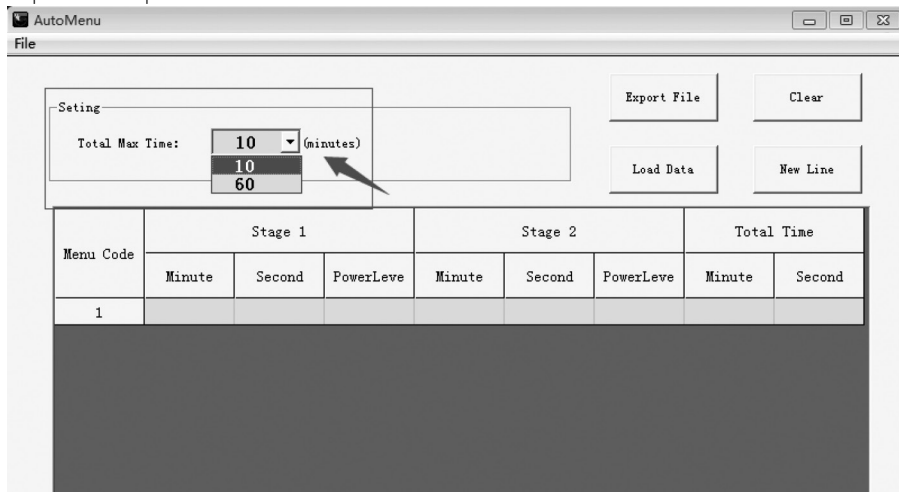 AutoMenu
File
Seting
Total Max Time: 10 (minutes)
10
60
Export File
Clear
Load Data
New Line
Menu Code
Stage 1
Stage 2
Total Time
Minute Second PowerLeve Minute Second PowerLeve Minute Second
1